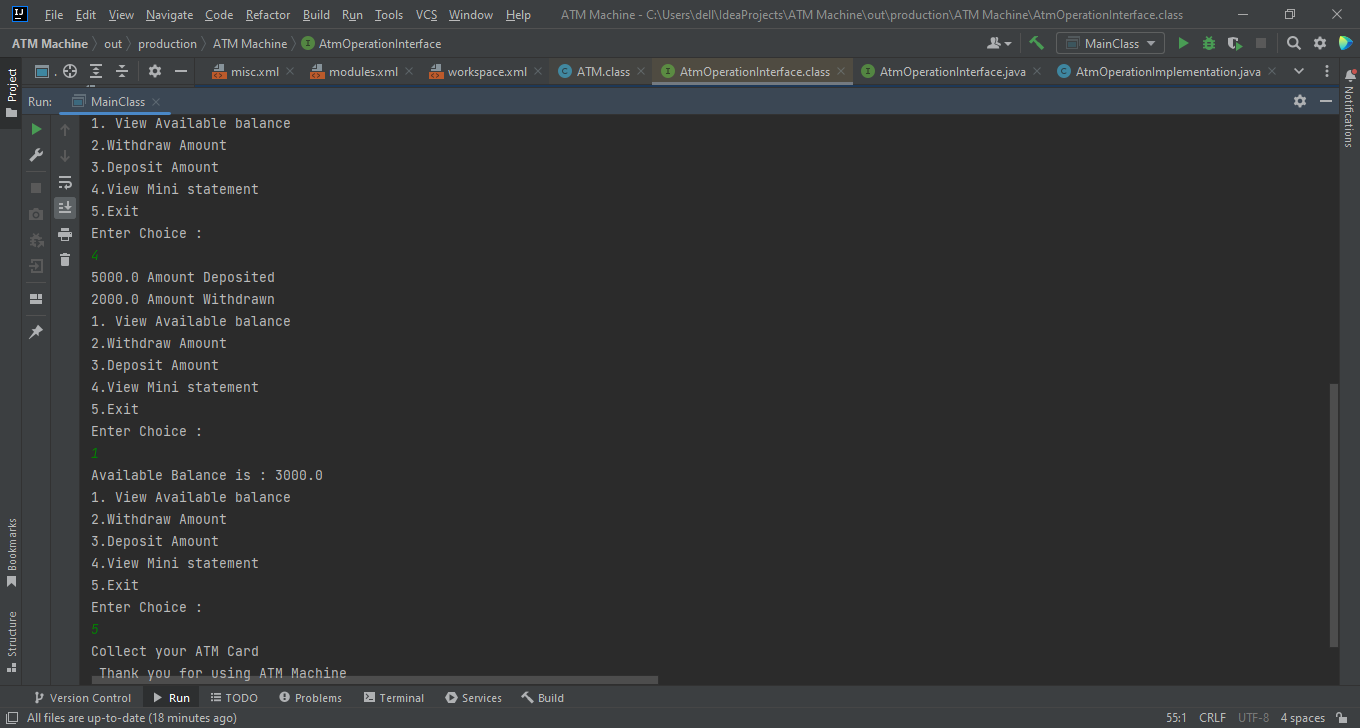 File Edit View Navigate Code Refactor Build Run Tools VCS Window Help ATM Machine - C:\Users\dell\IdeaProjects\ATM Machine\out\production\ATM Machine\AtmOperationInterface.class
ATM Machine out production ATM Machine AtmOperationInterface MainClass
Project misc.xml modules.xml workspace.xml ATM.class AtmOperationInterface.class AtmOperationInterface.java AtmOperationImplementation.java
Notifications
Run: MainClass
1. View Available balance
2.Withdraw Amount
3.Deposit Amount
4.View Mini statement
5.Exit
Enter Choice :
4
5000.0 Amount Deposited
2000.0 Amount Withdrawn
1. View Available balance
2.Withdraw Amount
3.Deposit Amount
4.View Mini statement
5.Exit
Enter Choice :
1
Available Balance is : 3000.0
1. View Available balance
2.Withdraw Amount
3.Deposit Amount
4.View Mini statement
5.Exit
Enter Choice :
5
Collect your ATM Card
Thank you for using ATM Machine
Bookmarks
Structure
Version Control Run TODO Problems Terminal Services Build
All files are up-to-date (18 minutes ago) 55:1 CRLF UTF-8 4 spaces